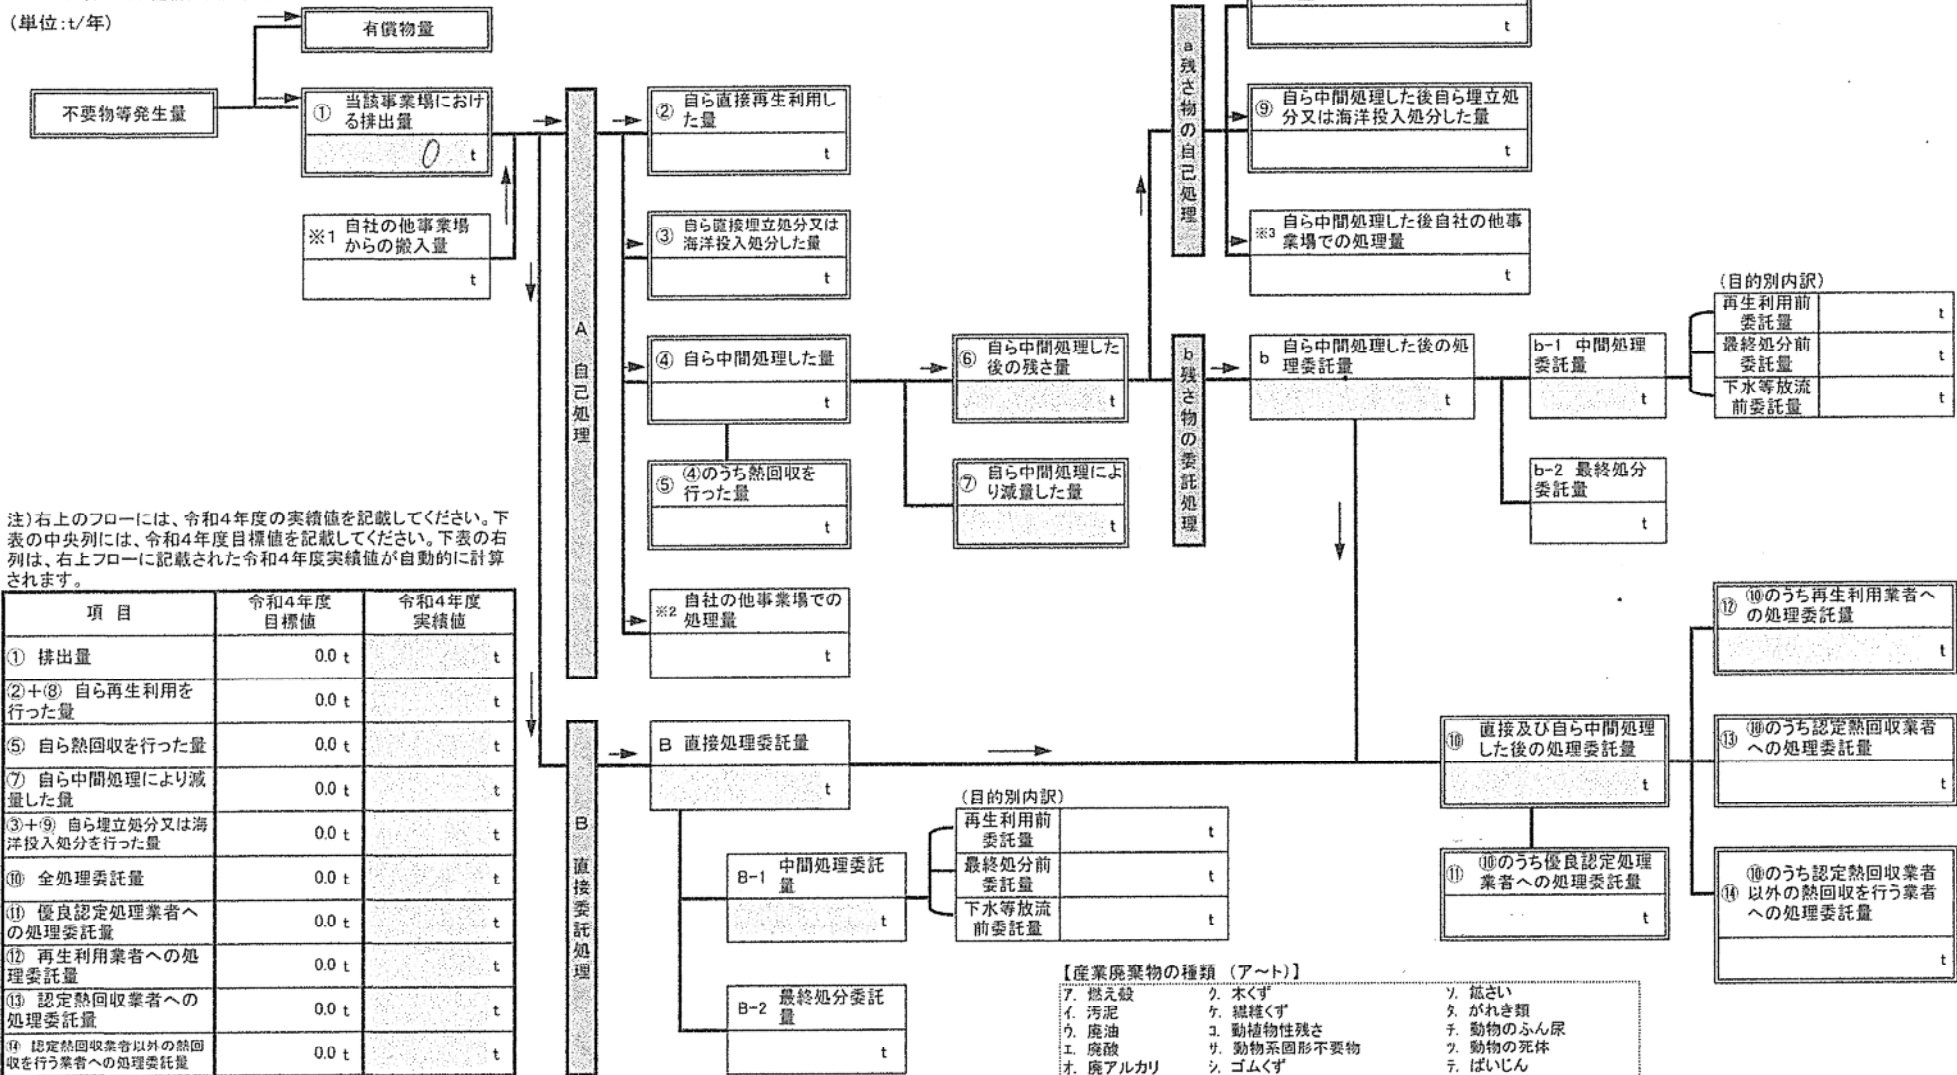 (単位:t/年)
有償物量
不要物等発生量
① 当該事業場におけ
る排出量
0 t
※1 自社の他事業場
からの搬入量
t
A 自己処理
② 自ら直接再生利用し
た量
t
③ 自ら直接埋立処分又は
海洋投入処分した量
t
④ 自ら中間処理した量
t
⑤ ④のうち熱回収を
行った量
t
※2 自社の他事業場での
処理量
t
⑥ 自ら中間処理した
後の残さ量
t
⑦ 自ら中間処理によ
り減量した量
t
a 残さ物の自己処理
t
⑨ 自ら中間処理した後自ら埋立処
分又は海洋投入処分した量
t
※3 自ら中間処理した後自社の他事
業場での処理量
t
b 残さ物の委託処理
b 自ら中間処理した後の処
理委託量
t
b-1 中間処理
委託量
t
(目的別内訳)
再生利用前
委託量
t
最終処分前
委託量
t
下水等放流
前委託量
t
b-2 最終処分
委託量
t
注)右上のフローには、令和4年度の実績値を記載してください。下
表の中央列には、令和4年度目標値を記載してください。下表の右
列は、右上フローに記載された令和4年度実績値が自動的に計算
されます。
項 目 令和4年度 目標値 令和4年度 実績値
① 排出量 0.0 t t
②+⑧ 自ら再生利用を
行った量 0.0 t t
⑤ 自ら熱回収を行った量 0.0 t t
⑦ 自ら中間処理により減
量した量 0.0 t t
③+⑨ 自ら埋立処分又は海
洋投入処分を行った量 0.0 t t
⑩ 全処理委託量 0.0 t t
⑪ 優良認定処理業者へ
の処理委託量 0.0 t t
⑫ 再生利用業者への処
理委託量 0.0 t t
⑬ 認定熱回収業者への
処理委託量 0.0 t t
⑭ 認定熱回収業者以外の熱回
収を行う業者への処理委託量 0.0 t t
B 直接委託処理
B 直接処理委託量
t
B-1 中間処理委託
量
t
(目的別内訳)
再生利用前
委託量
t
最終処分前
委託量
t
下水等放流
前委託量
t
B-2 最終処分委託
量
t
⑩ 直接及び自ら中間処理
した後の処理委託量
t
⑪ ⑩のうち優良認定処理
業者への処理委託量
t
⑫ ⑩のうち再生利用業者へ
の処理委託量
t
⑬ ⑩のうち認定熱回収業者
への処理委託量
t
⑭ ⑩のうち認定熱回収業者
以外の熱回収を行う業者
への処理委託量
t
【産業廃棄物の種類 (ア~ト)】
ア. 燃え殻 ク. 木くず ソ. 鉱さい
イ. 汚泥 ケ. 繊維くず タ. がれき類
ウ. 廃油 コ. 動植物性残さ チ. 動物のふん尿
エ. 廃酸 サ. 動物系固形不要物 ツ. 動物の死体
オ. 廃アルカリ シ. ゴムくず テ. ばいじん